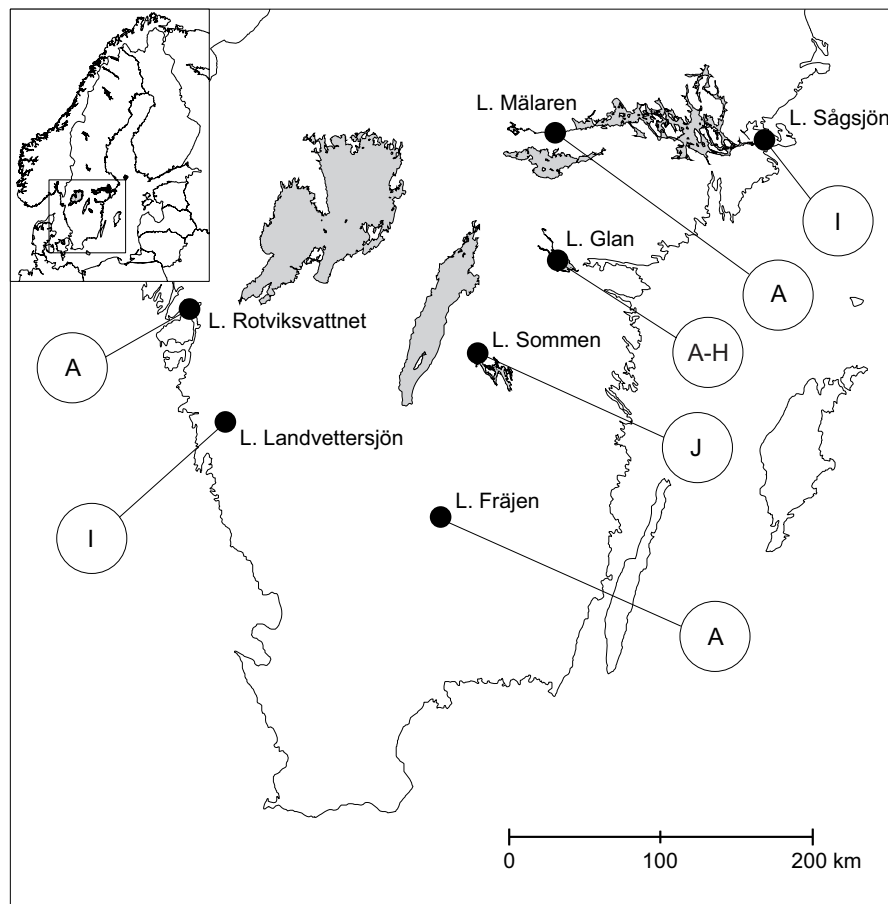 L. Mälaren
L. Sågsjön
I
L. Glan
A
L. Rotviksvattnet
L. Sommen
A-H
A
L. Landvettersjön
J
L. Fräjen
I
A
0 100 200 km